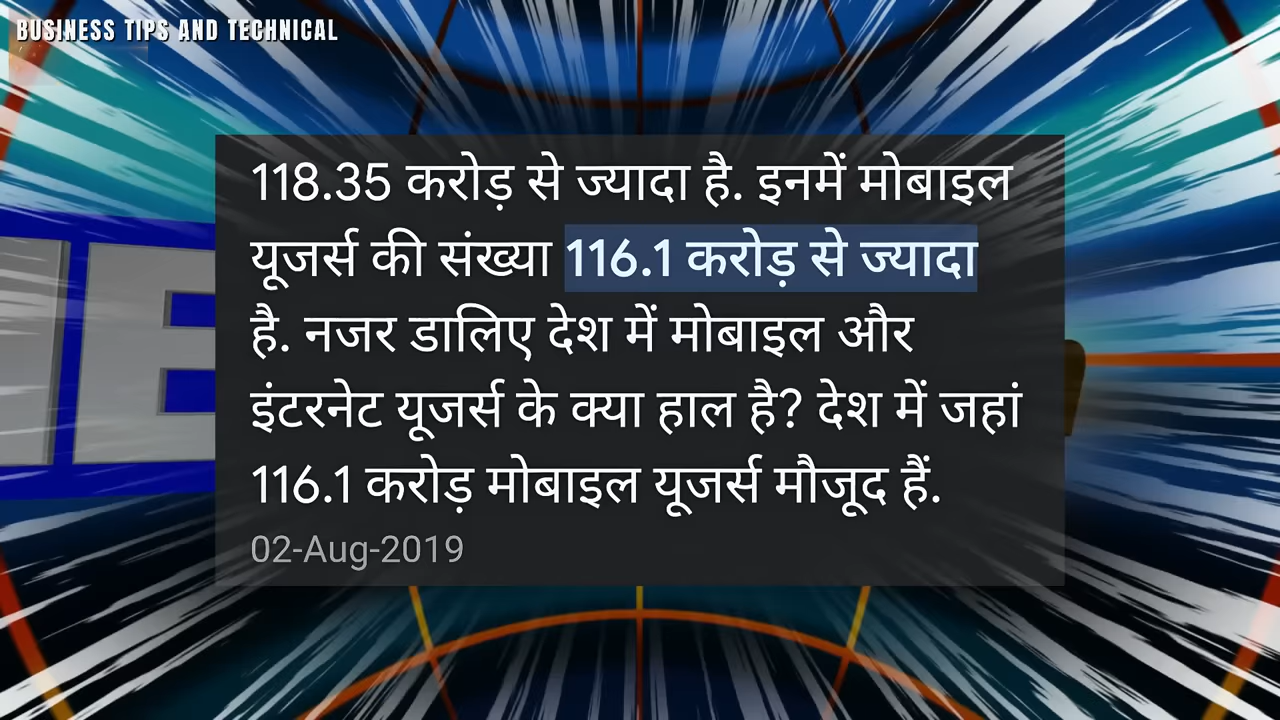 BUSINESS TIPS AND TECHNICAL
118.35 करोड़ से ज्यादा है. इनमें मोबाइल
यूजर्स की संख्या 116.1 करोड़ से ज्यादा
है. नजर डालिए देश में मोबाइल और
इंटरनेट यूजर्स के क्या हाल है? देश में जहां
116.1 करोड़ मोबाइल यूजर्स मौजूद हैं.
02-Aug-2019